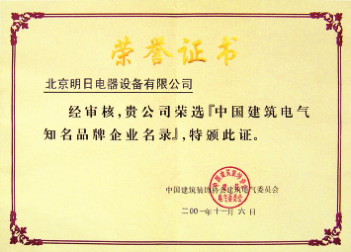 荣誉证书
北京明日电器设备有限公司
经审核,贵公司荣选『中国建筑电气
知名品牌企业名录』,特颁此证。
中国建筑装饰协会建筑电气委员会
二00一年十一月六日